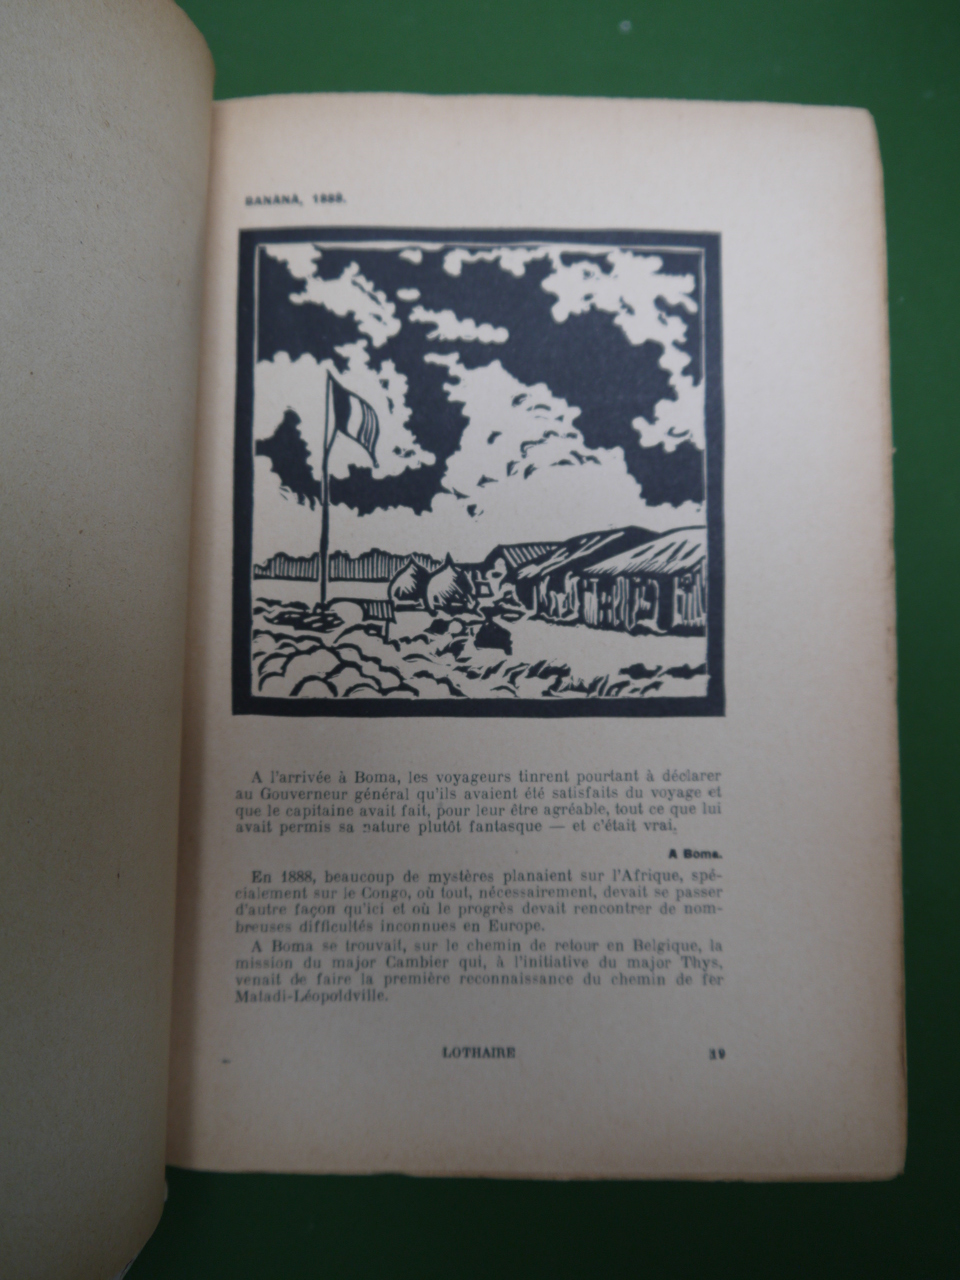 BANANA, 1888.
A l'arrivée à Boma, les voyageurs tinrent pourtant à déclarer
au Gouverneur général qu'ils avaient été satisfaits du voyage et
que le capitaine avait fait, pour leur être agréable, tout ce que lui
avait permis sa nature plutôt fantasque — et c'était vrai.
A Boma.
En 1888, beaucoup de mystères planaient sur l'Afrique, spé-
cialement sur le Congo, où tout, nécessairement, devait se passer
d'autre façon qu'ici et où le progrès devait rencontrer de nom-
breuses difficultés inconnues en Europe.
A Boma se trouvait, sur le chemin de retour en Belgique, la
mission du major Cambier qui, à l'initiative du major Thys,
venait de faire la première reconnaissance du chemin de fer
Matadi-Léopoldville.
LOTHAIRE 19